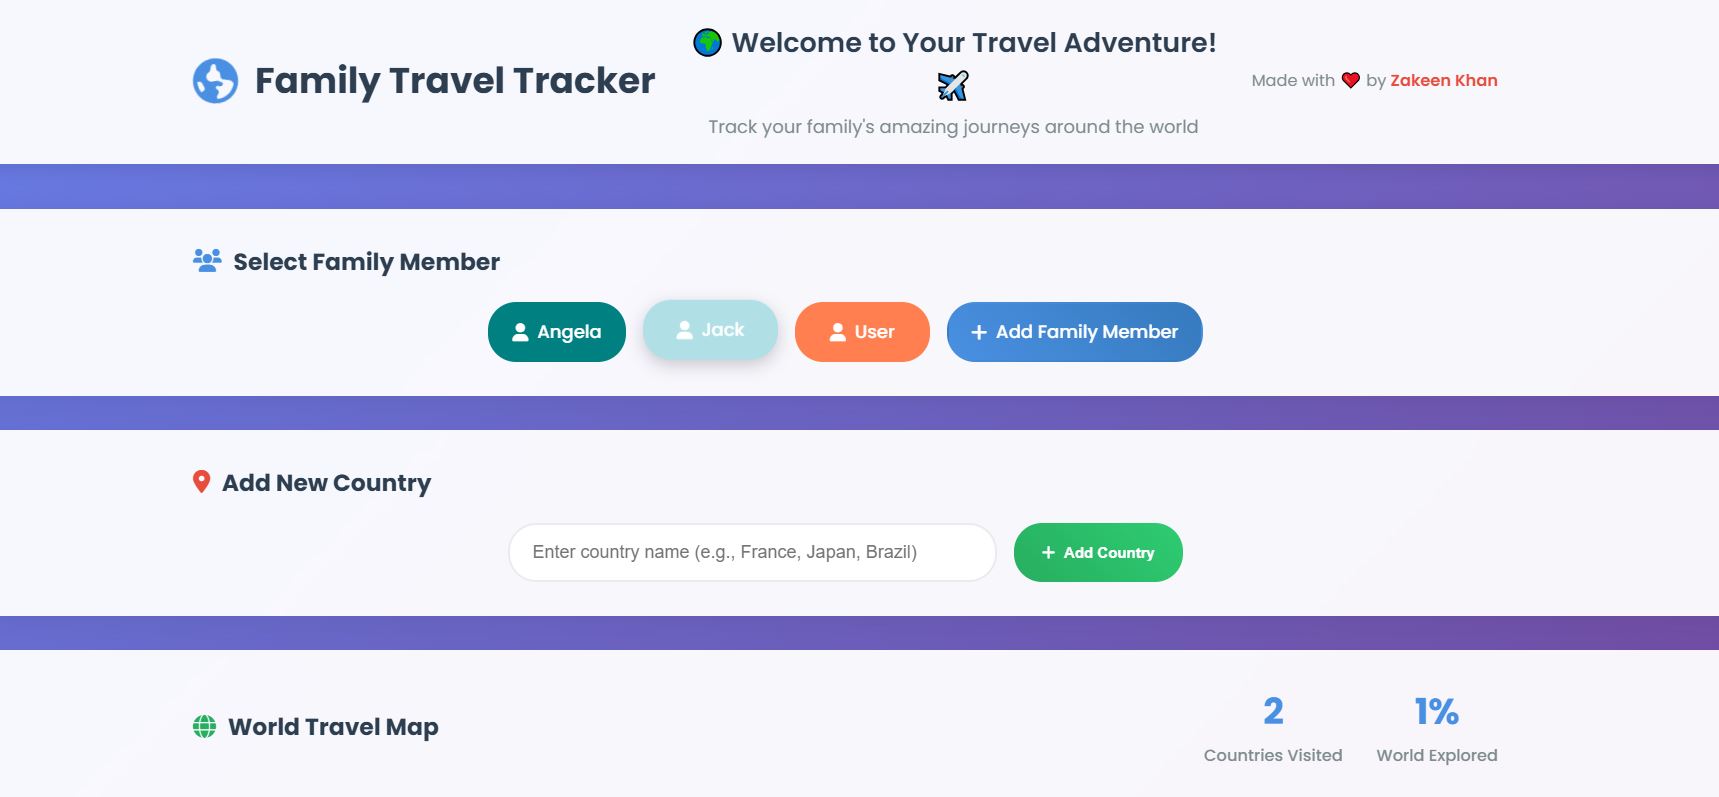 Family Travel Tracker
🌍 Welcome to Your Travel Adventure!
✈️
Track your family's amazing journeys around the world
Made with ❤️ by Zakeen Khan
Select Family Member
Angela
Jack
User
+ Add Family Member
Add New Country
Enter country name (e.g., France, Japan, Brazil)
+ Add Country
World Travel Map
2
Countries Visited
1%
World Explored